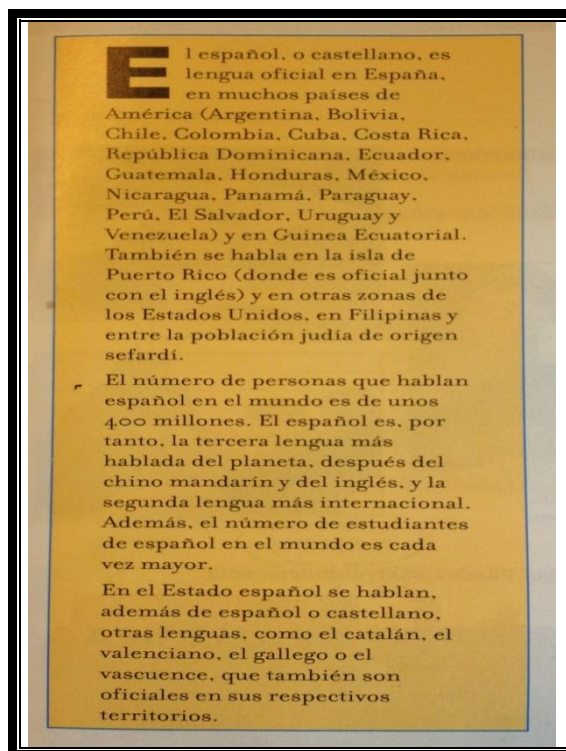 El español, o castellano, es
lengua oficial en España,
en muchos países de
América (Argentina, Bolivia,
Chile, Colombia, Cuba, Costa Rica,
República Dominicana, Ecuador,
Guatemala, Honduras, México,
Nicaragua, Panamá, Paraguay,
Perú, El Salvador, Uruguay y
Venezuela) y en Guinea Ecuatorial.
También se habla en la isla de
Puerto Rico (donde es oficial junto
con el inglés) y en otras zonas de
los Estados Unidos, en Filipinas y
entre la población judía de origen
sefardí.
El número de personas que hablan
español en el mundo es de unos
400 millones. El español es, por
tanto, la tercera lengua más
hablada del planeta, después del
chino mandarín y del inglés, y la
segunda lengua más internacional.
Además, el número de estudiantes
de español en el mundo es cada
vez mayor.
En el Estado español se hablan,
además de español o castellano,
otras lenguas, como el catalán, el
valenciano, el gallego o el
vascuence, que también son
oficiales en sus respectivos
territorios.